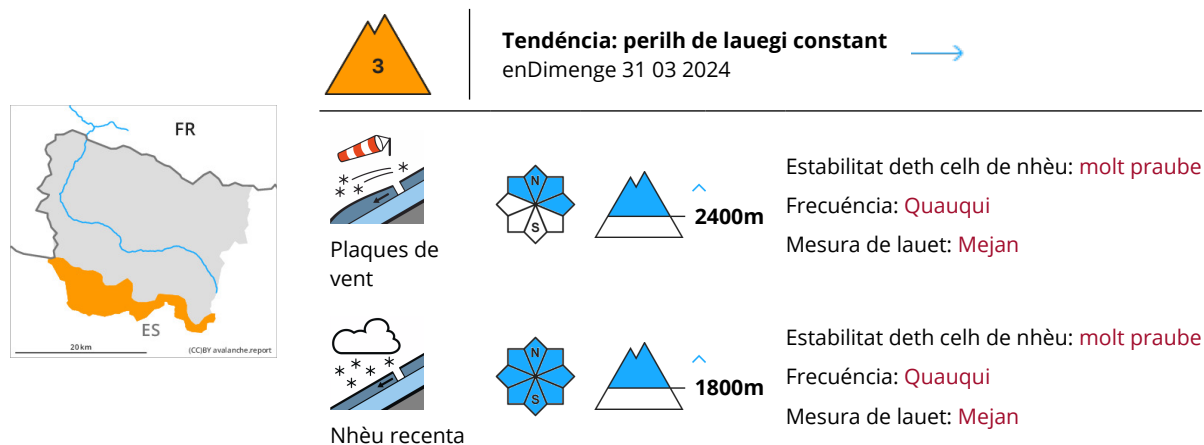 3
Tendéncia: perilh de lauegi constant
enDimenge 31 03 2024
FR
ES
20 km
(CC)BY avalanche.report
N
S
2400m
Plaques de
vent
Estabilitat deth celh de nhèu: molt praube
Frecuéncia: Quauqui
Mesura de lauet: Mejan
N
S
1800m
Nhèu recenta
Estabilitat deth celh de nhèu: molt praube
Frecuéncia: Quauqui
Mesura de lauet: Mejan